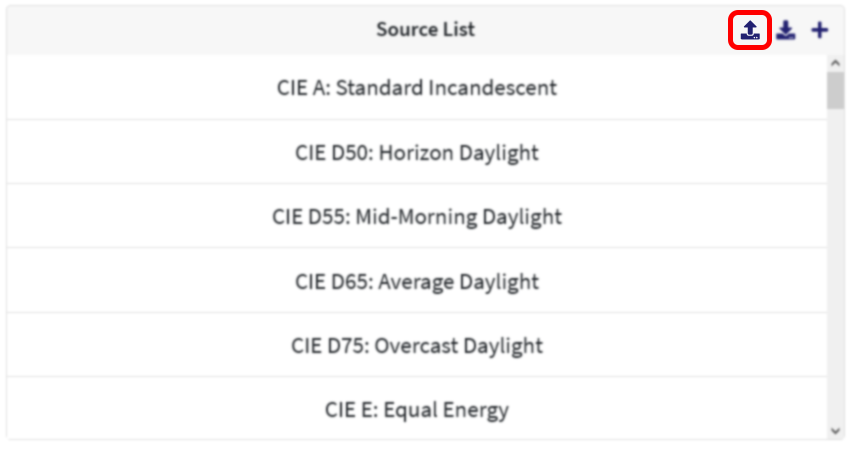 Source List
CIE A: Standard Incandescent
CIE D50: Horizon Daylight
CIE D55: Mid-Morning Daylight
CIE D65: Average Daylight
CIE D75: Overcast Daylight
CIE E: Equal Energy